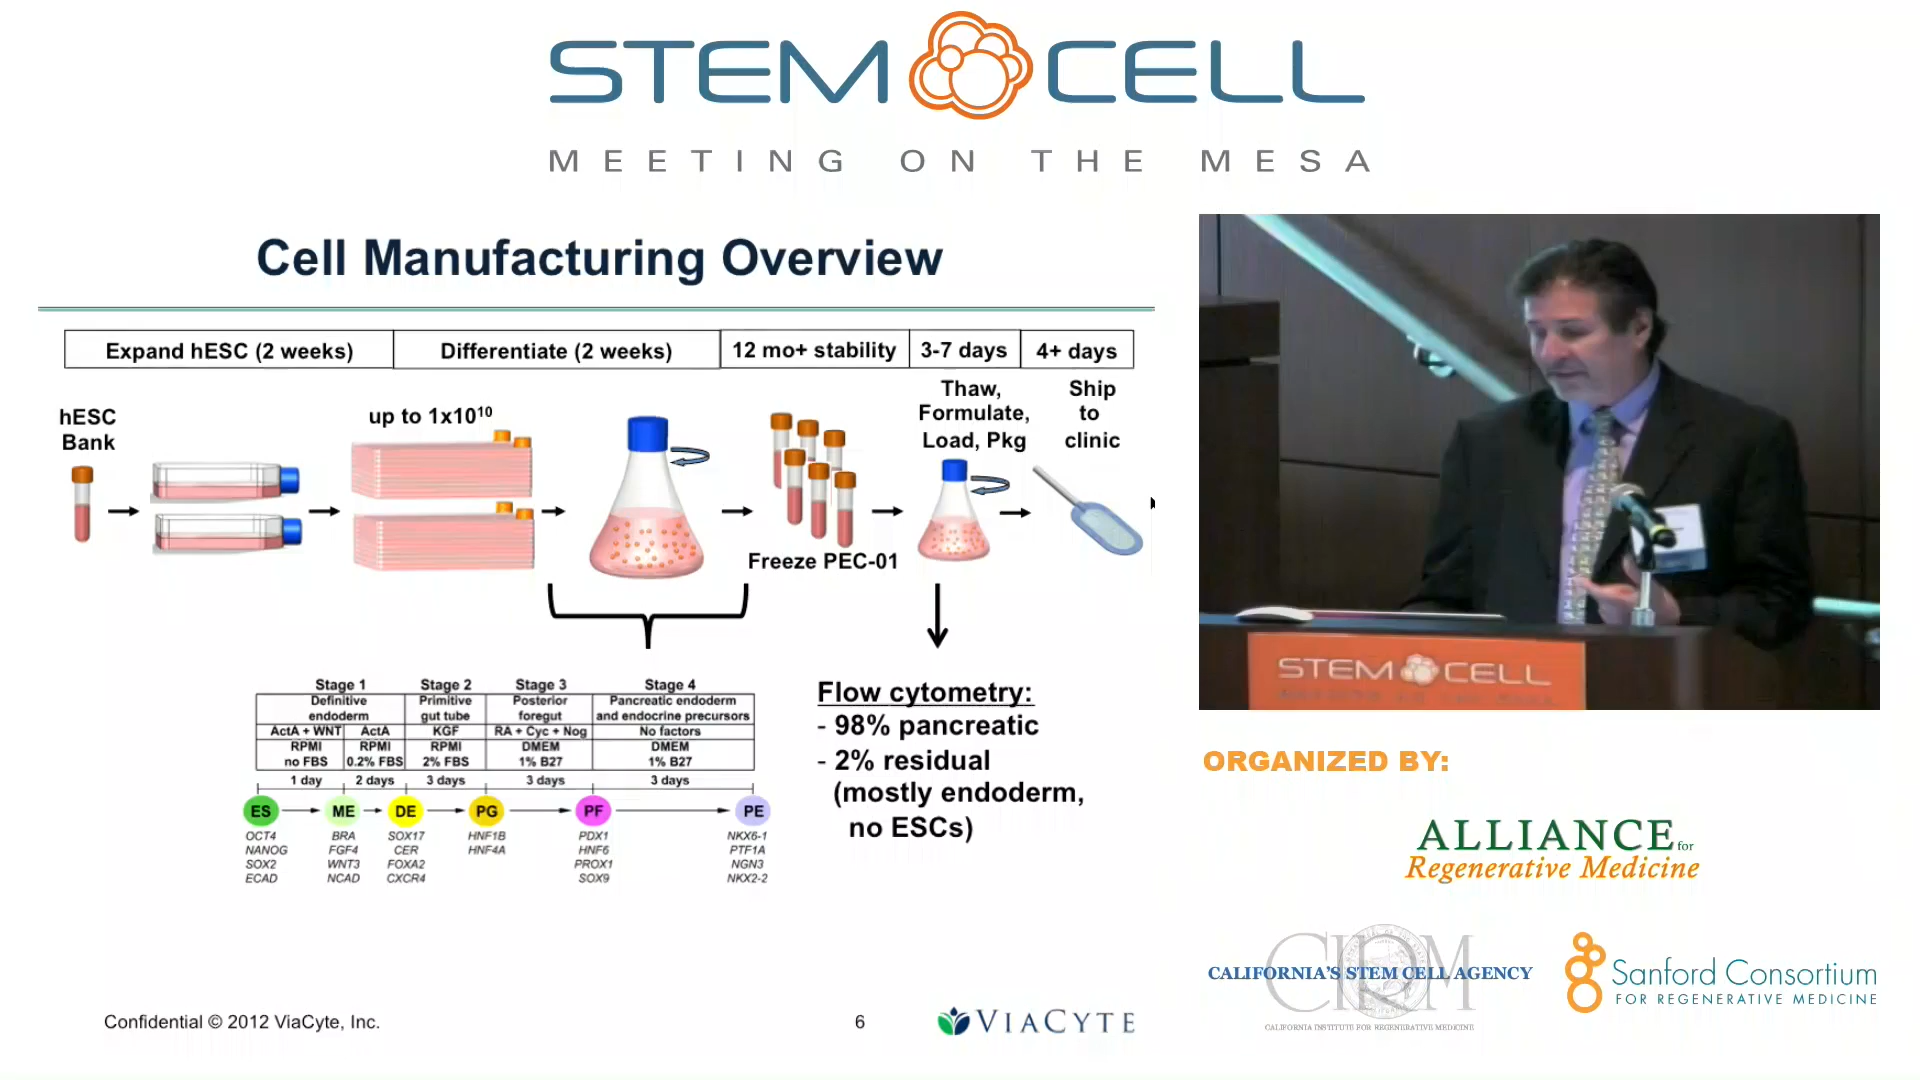 STEM CELL
MEETING ON THE MESA
Cell Manufacturing Overview
Expand hESC (2 weeks) Differentiate (2 weeks) 12 mo+ stability 3-7 days 4+ days
hESC
Bank
up to 1x10¹⁰
Thaw,
Formulate,
Load, Pkg
Ship
to
clinic
Freeze PEC-01
Stage 1 Stage 2 Stage 3 Stage 4
Definitive endoderm
Primitive gut tube
Posterior foregut
Pancreatic endoderm and endocrine precursors
ActA + WNT ActA KGF RA + Cyc + Nog No factors
RPMI RPMI RPMI DMEM DMEM
no FBS 0.2% FBS 2% FBS 1% B27 1% B27
1 day 2 days 3 days 3 days 3 days
ES ME DE PG PF PE
OCT4 BRA SOX17 HNF1B PDX1 NKX6-1
NANOG FGF4 CER HNF4A HNF6 PTF1A
SOX2 WNT3 FOXA2 PROX1 NGN3
ECAD NCAD CXCR4 SOX9 NKX2-2
Flow cytometry:
- 98% pancreatic
- 2% residual
(mostly endoderm,
no ESCs)
Confidential © 2012 ViaCyte, Inc.
6
VIACYTE
STEM CELL
ORGANIZED BY:
ALLIANCE for
Regenerative Medicine
CIRM
CALIFORNIA'S STEM CELL AGENCY
CALIFORNIA INSTITUTE FOR REGENERATIVE MEDICINE
Sanford Consortium
FOR REGENERATIVE MEDICINE